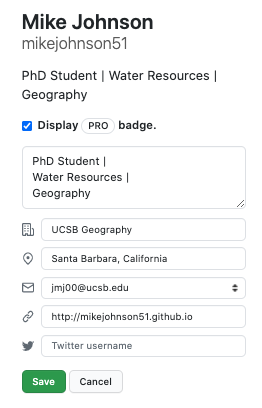 Mike Johnson
mikejohnson51
PhD Student | Water Resources |
Geography
Display PRO badge.
PhD Student |
Water Resources |
Geography
UCSB Geography
Santa Barbara, California
jmj00@ucsb.edu
http://mikejohnson51.github.io
Twitter username
Save Cancel